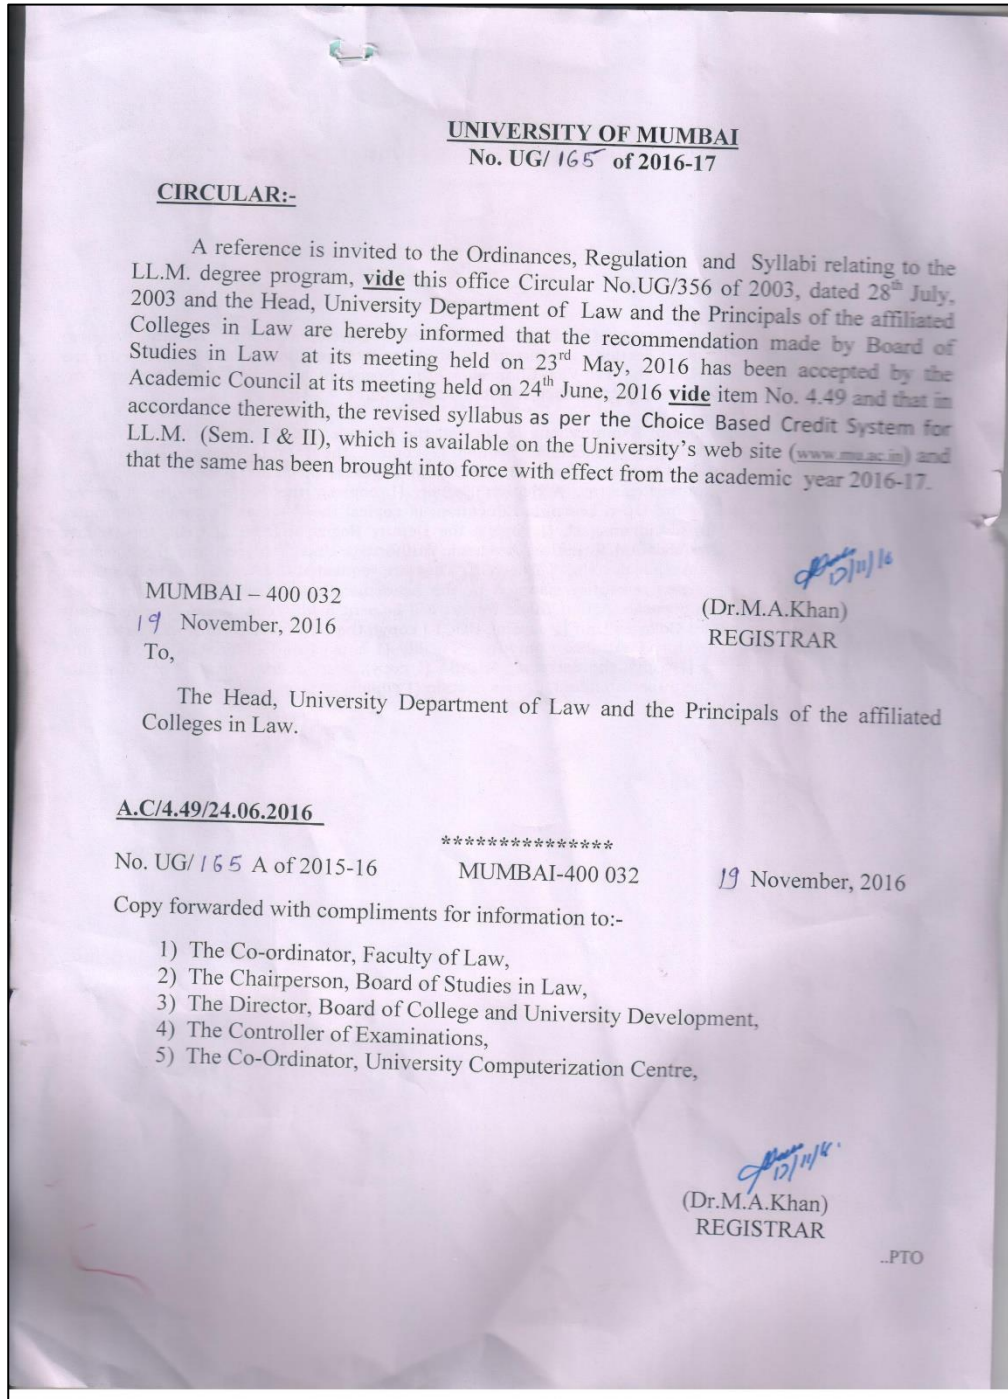 UNIVERSITY OF MUMBAI
No. UG/ 165 of 2016-17
CIRCULAR:-
A reference is invited to the Ordinances, Regulation and Syllabi relating to the
LL.M. degree program, vide this office Circular No.UG/356 of 2003, dated 28th July,
2003 and the Head, University Department of Law and the Principals of the affiliated
Colleges in Law are hereby informed that the recommendation made by Board of
Studies in Law at its meeting held on 23rd May, 2016 has been accepted by the
Academic Council at its meeting held on 24th June, 2016 vide item No. 4.49 and that in
accordance therewith, the revised syllabus as per the Choice Based Credit System for
LL.M. (Sem. I & II), which is available on the University's web site (www.mu.ac.in) and
that the same has been brought into force with effect from the academic year 2016-17.
MUMBAI – 400 032
19 November, 2016
To,
(Dr.M.A.Khan)
REGISTRAR
The Head, University Department of Law and the Principals of the affiliated
Colleges in Law.
A.C/4.49/24.06.2016
***************
No. UG/ 165 A of 2015-16 MUMBAI-400 032 19 November, 2016
Copy forwarded with compliments for information to:-
1) The Co-ordinator, Faculty of Law,
2) The Chairperson, Board of Studies in Law,
3) The Director, Board of College and University Development,
4) The Controller of Examinations,
5) The Co-Ordinator, University Computerization Centre,
(Dr.M.A.Khan)
REGISTRAR
..PTO